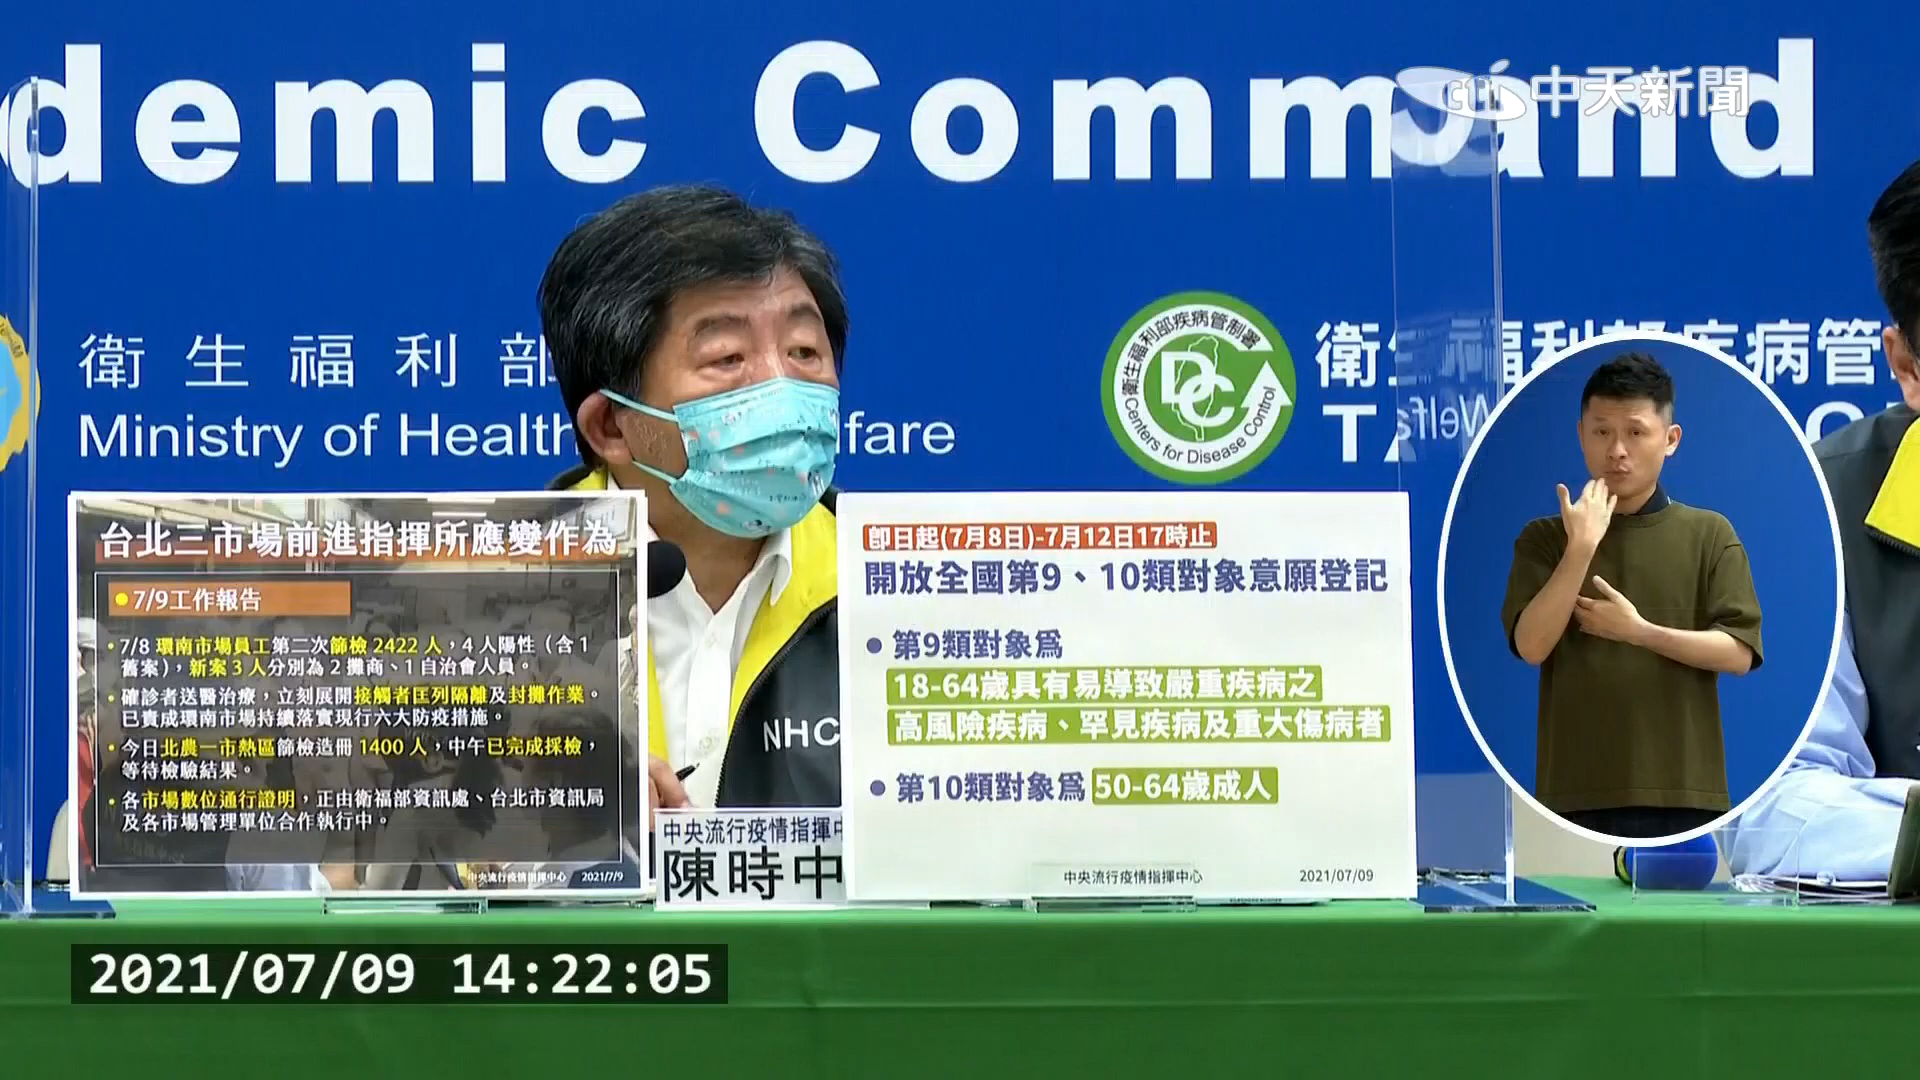 demic Command
中天新聞
衛生福利部
Ministry of Health
lfare
衛生福利部疾病管制署
Centers for Disease Control
台北三市場前進指揮所應變作為
7/9工作報告
7/8 環南市場員工第二次篩檢 2422 人，4 人陽性（含 1
舊案），新案 3 人分別為 2 攤商、1 自治會人員。
確診者送醫治療，立刻展開接觸者匡列隔離及封攤作業。
已責成環南市場持續落實現行六大防疫措施。
今日北農一市熱區篩檢造冊 1400 人，中午已完成採檢，
等待檢驗結果。
各市場數位通行證明，正由衛福部資訊處、台北市資訊局
及各市場管理單位合作執行中。
中央流行疫情指揮中心 2021/7/9
NHC
中央流行疫情指揮中
陳時中
即日起(7月8日)-7月12日17時止
開放全國第9、10類對象意願登記
第9類對象為
18-64歲具有易導致嚴重疾病之
高風險疾病、罕見疾病及重大傷病者
第10類對象為 50-64歲成人
中央流行疫情指揮中心 2021/07/09
2021/07/09 14:22:05